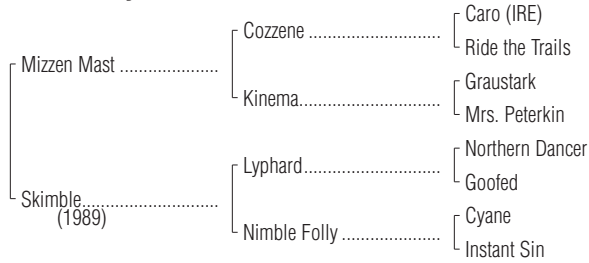 Caro (IRE)
Cozzene ........................
Ride the Trails
Mizzen Mast ....................
Graustark
Kinema..........................
Mrs. Peterkin
Northern Dancer
Lyphard.........................
Goofed
Skimble.........................
(1989)
Cyane
Nimble Folly ...................
Instant Sin